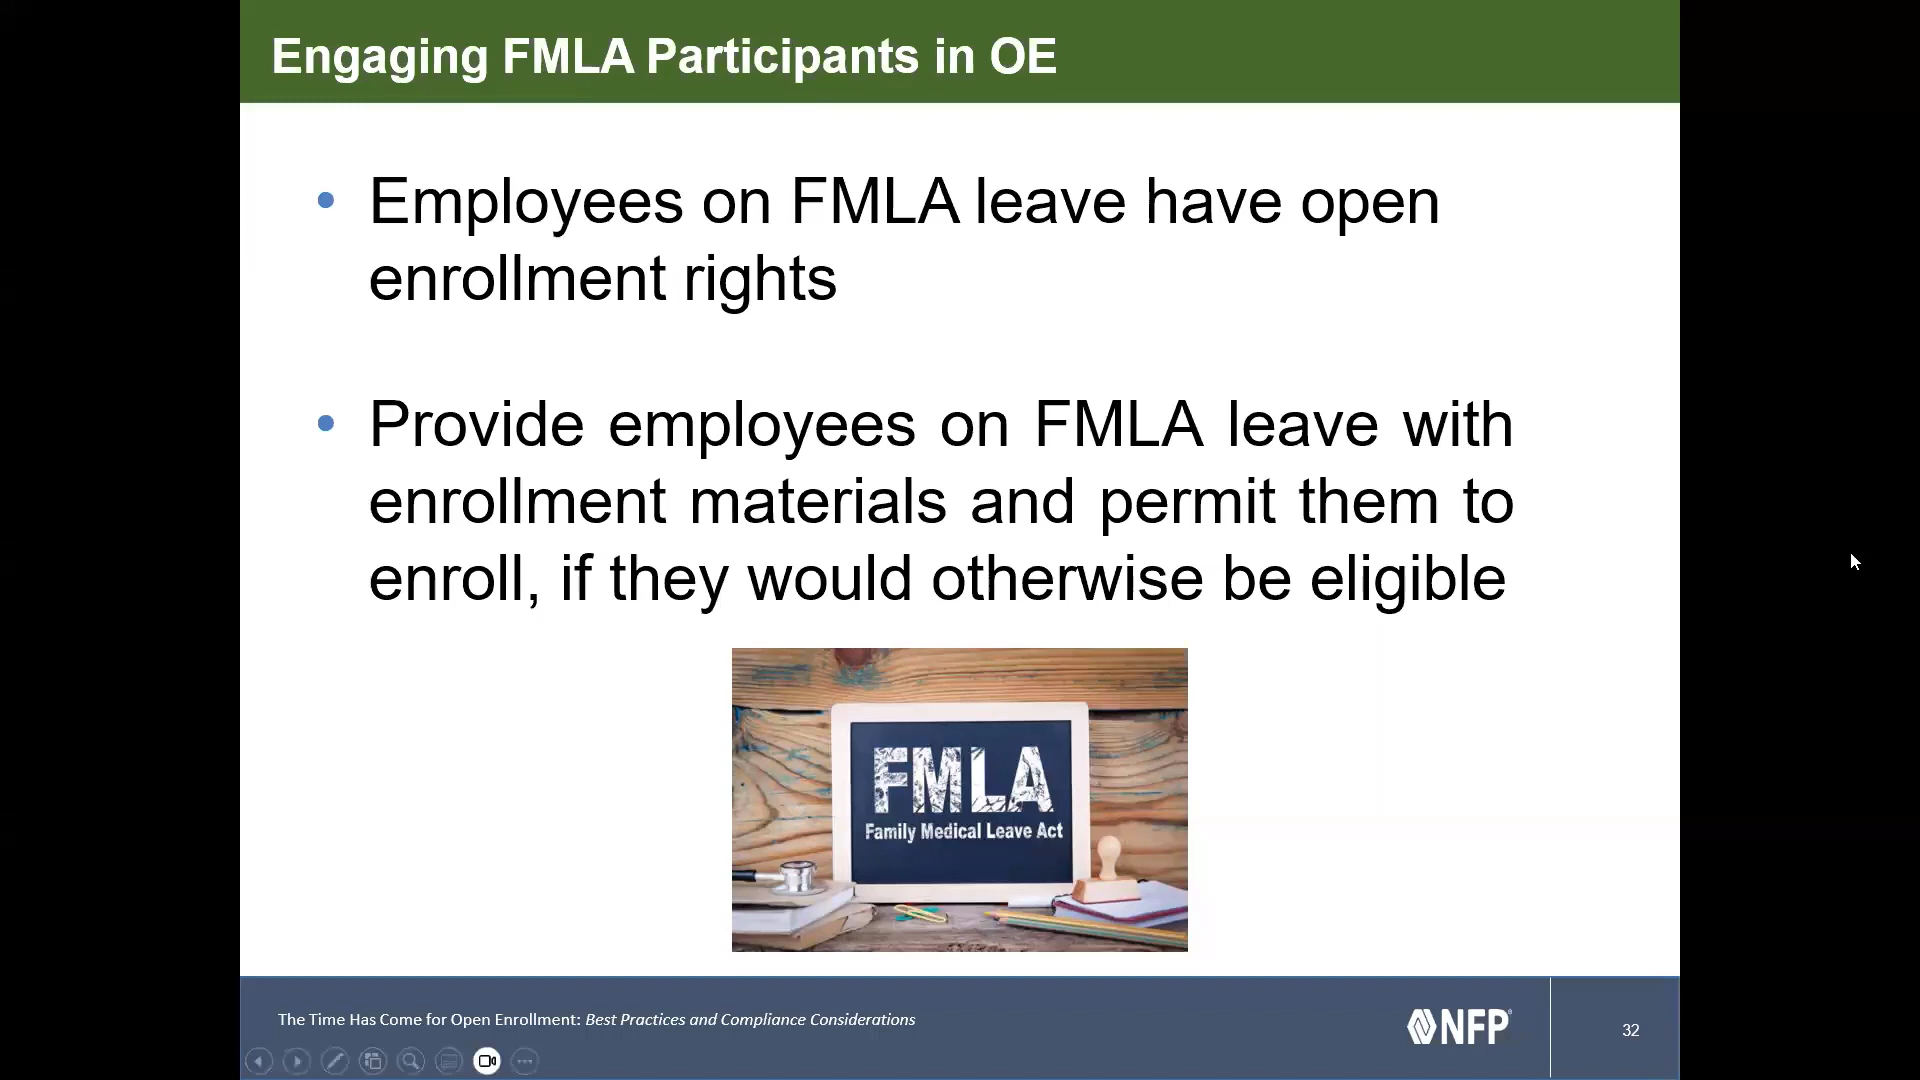 Engaging FMLA Participants in OE
• Employees on FMLA leave have open
enrollment rights
• Provide employees on FMLA leave with
enrollment materials and permit them to
enroll, if they would otherwise be eligible
FMLA
Family Medical Leave Act
The Time Has Come for Open Enrollment: Best Practices and Compliance Considerations
NFP
32